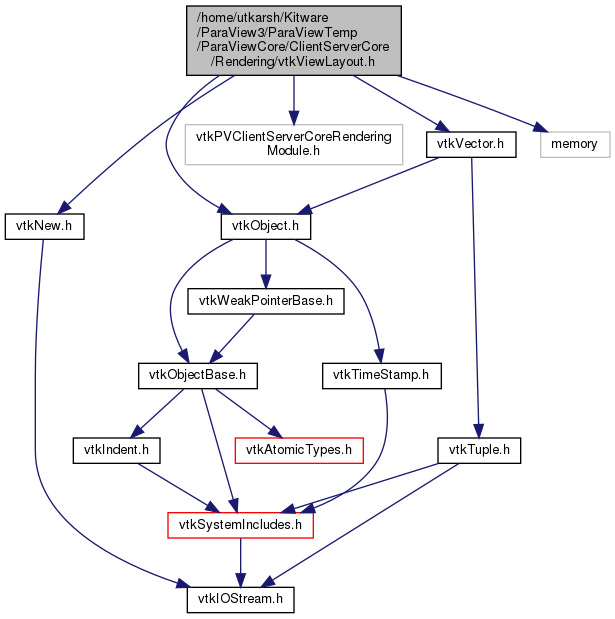 /home/utkarsh/Kitware
/ParaView3/ParaViewTemp
/ParaViewCore/ClientServerCore
/Rendering/vtkViewLayout.h
vtkPVClientServerCoreRendering
Module.h
vtkVector.h
memory
vtkNew.h
vtkObject.h
vtkWeakPointerBase.h
vtkObjectBase.h
vtkTimeStamp.h
vtkIndent.h
vtkAtomicTypes.h
vtkTuple.h
vtkSystemIncludes.h
vtkIOStream.h